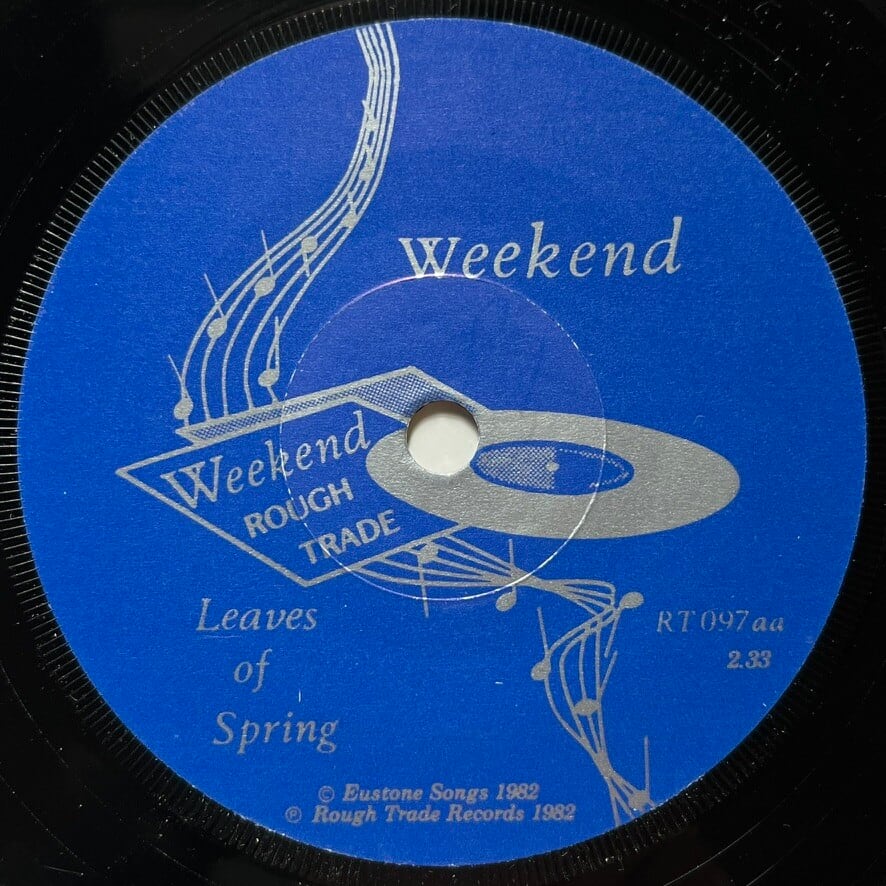 Weekend
Weekend
ROUGH
TRADE
Leaves
of
Spring
RT 097 aa
2.33
© Eustone Songs 1982
℗ Rough Trade Records 1982